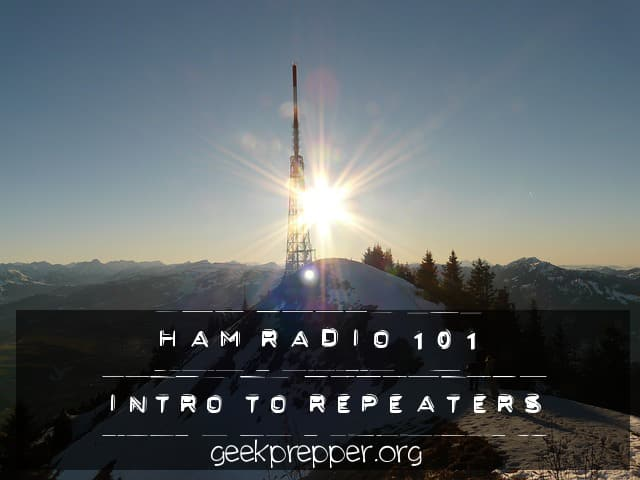 HAM RADIO 101
INTRO TO REPEATERS
geekprepper.org